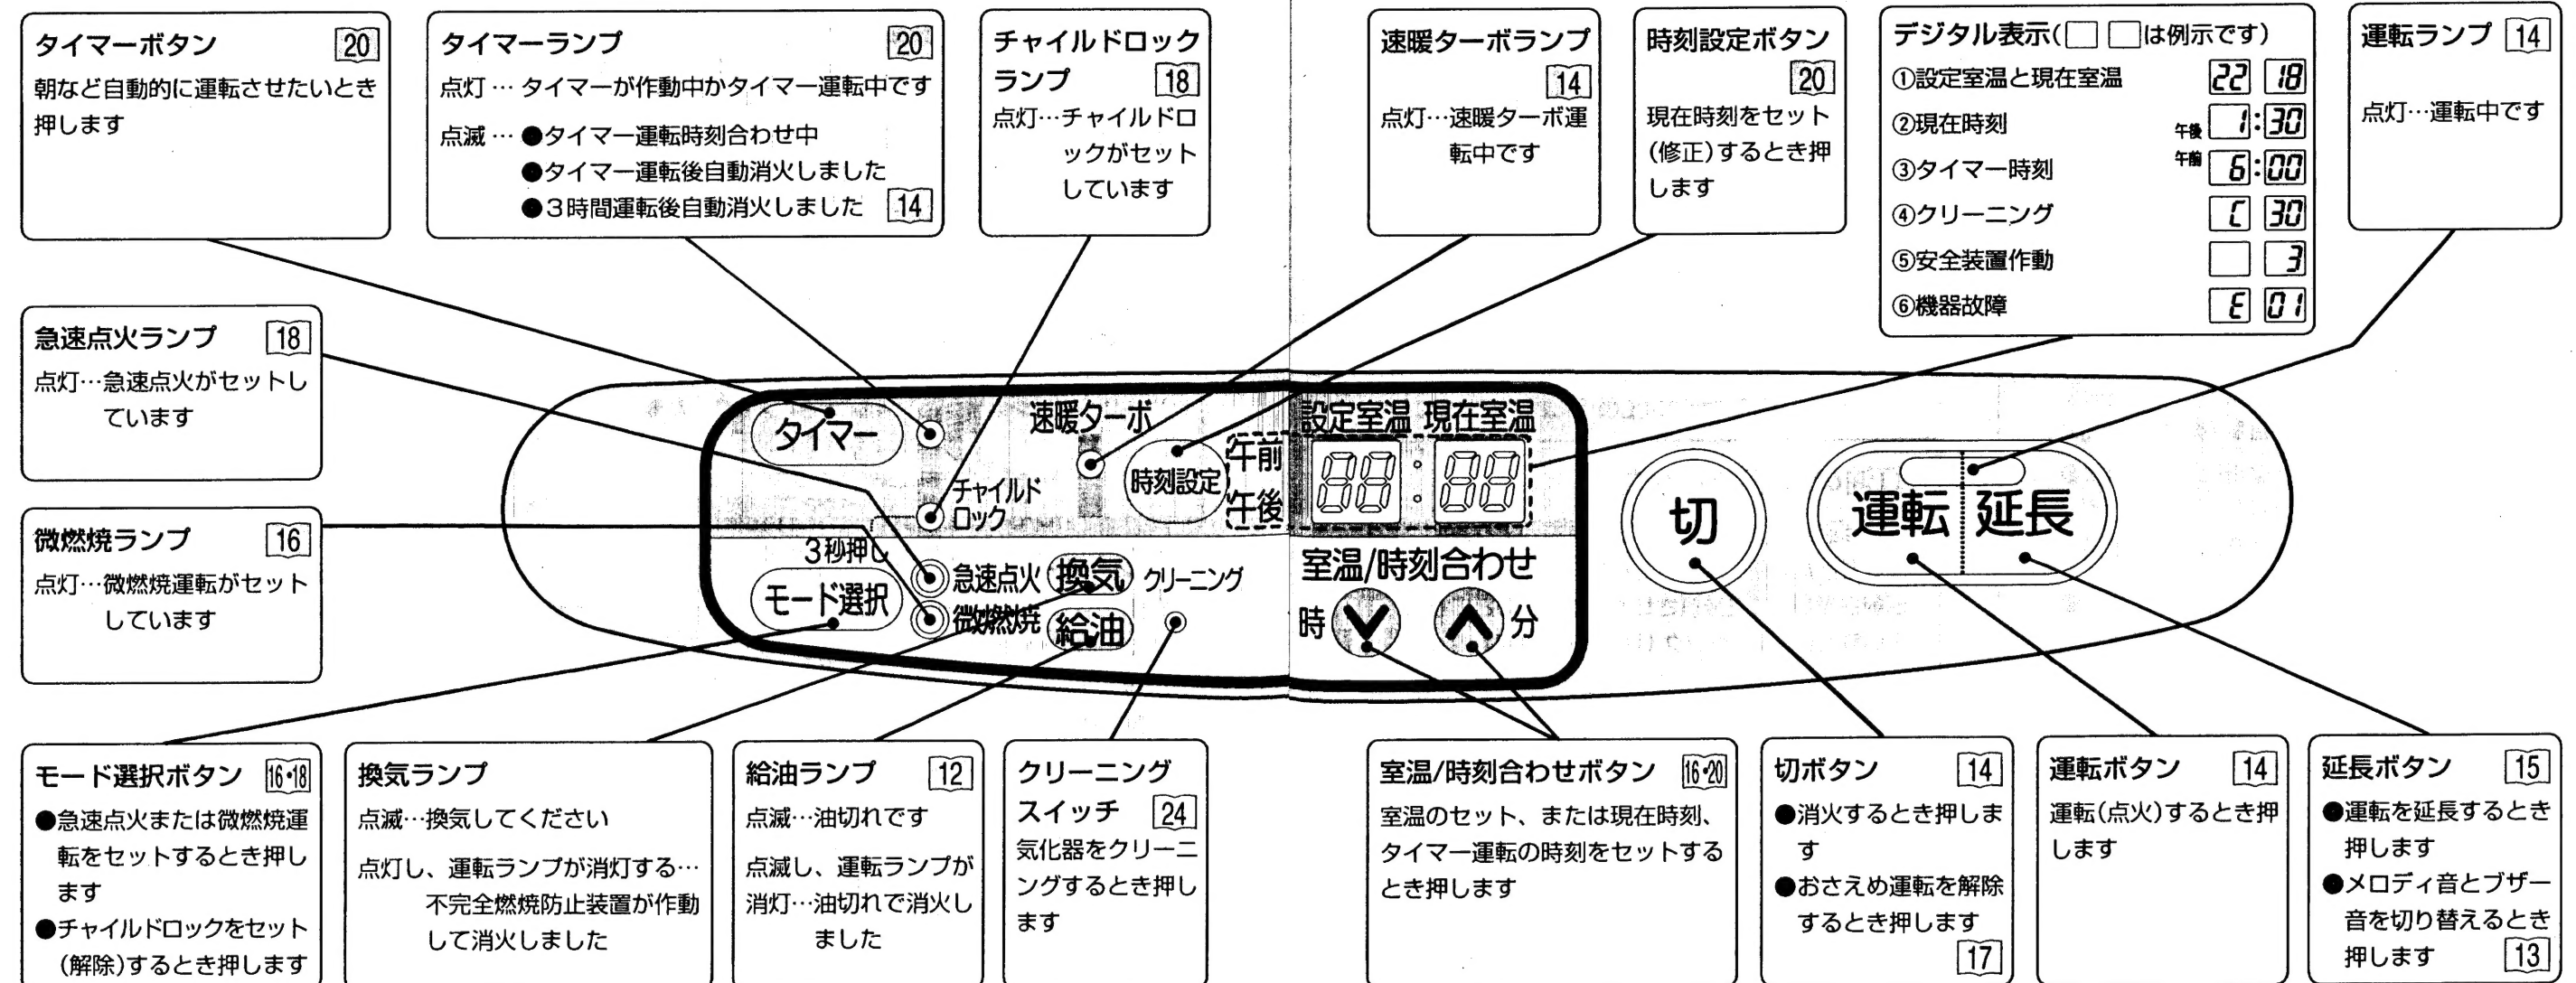 タイマーボタン 20
朝など自動的に運転させたいとき
押します
タイマーランプ 20
点灯…タイマーが作動中かタイマー運転中です
点滅…●タイマー運転時刻合わせ中
●タイマー運転後自動消火しました
●3時間運転後自動消火しました 14
チャイルドロック
ランプ 18
点灯…チャイルドロ
ックがセット
しています
速暖ターボランプ
14
点灯…速暖ターボ運
転中です
時刻設定ボタン
20
現在時刻をセット
(修正)するとき押
します
デジタル表示(□ □は例示です)
①設定室温と現在室温 22 18
②現在時刻 午後 1:30
③タイマー時刻 午前 6:00
④クリーニング C 30
⑤安全装置作動 3
⑥機器故障 E 01
運転ランプ 14
点灯…運転中です
急速点火ランプ 18
点灯…急速点火がセットし
ています
微燃焼ランプ 16
点灯…微燃焼運転がセット
しています
タイマー
速暖ターボ
時刻設定
チャイルド
ロック
3秒押し
モード選択
急速点火
微燃焼
換気
給油
クリーニング
設定室温 現在室温
午前
午後
88:88
室温/時刻合わせ
時 分
切
運転 延長
モード選択ボタン 16・18
●急速点火または微燃焼運
転をセットするとき押し
ます
●チャイルドロックをセット
(解除)するとき押します
換気ランプ
点滅…換気してください
点灯し、運転ランプが消灯する…
不完全燃焼防止装置が作動
して消火しました
給油ランプ 12
点滅…油切れです
点滅し、運転ランプが
消灯…油切れで消火し
ました
クリーニング
スイッチ 24
気化器をクリーニ
ングするとき押し
ます
室温/時刻合わせボタン 16・20
室温のセット、または現在時刻、
タイマー運転の時刻をセットする
とき押します
切ボタン 14
●消火するとき押しま
す
●おさえめ運転を解除
するとき押します
17
運転ボタン 14
運転(点火)するとき押
します
延長ボタン 15
●運転を延長するとき
押します
●メロディ音とブザー
音を切り替えるとき
押します 13